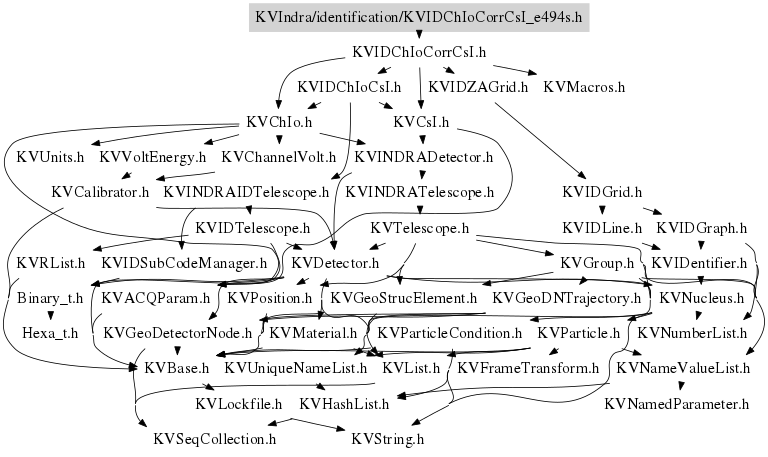 KVIndra/identification/KVIDChIoCorrCsI_e494s.h
KVIDChIoCorrCsI.h
KVIDChIoCsI.h KVIDZAGrid.h KVMacros.h
KVChIo.h KVCsI.h
KVUnits.h KVVoltEnergy.h KVChannelVolt.h KVINDRADetector.h
KVCalibrator.h KVINDRAIDTelescope.h KVINDRATelescope.h KVIDGrid.h
KVIDTelescope.h KVTelescope.h KVIDLine.h KVIDGraph.h
KVRList.h KVIDSubCodeManager.h KVDetector.h KVGroup.h KVIDentifier.h
Binary_t.h KVACQParam.h KVPosition.h KVGeoStrucElement.h KVGeoDNTrajectory.h KVNucleus.h
Hexa_t.h KVGeoDetectorNode.h KVMaterial.h KVParticleCondition.h KVParticle.h KVNumberList.h
KVBase.h KVUniqueNameList.h KVList.h KVFrameTransform.h KVNameValueList.h
KVLockfile.h KVHashList.h KVNamedParameter.h
KVSeqCollection.h KVString.h